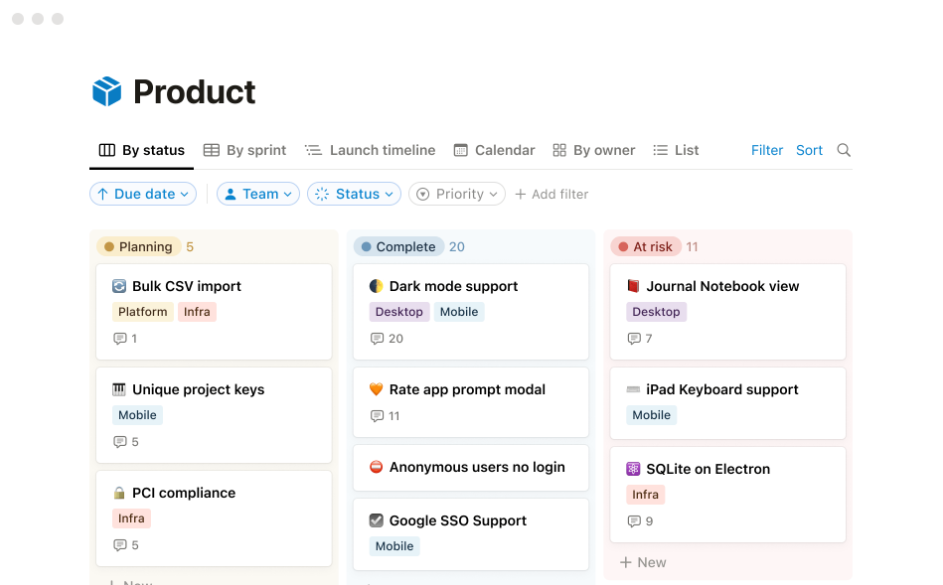 Product
By status By sprint Launch timeline Calendar By owner List Filter Sort
Due date Team Status Priority + Add filter
Planning 5
Bulk CSV import
Platform Infra
1
Unique project keys
Mobile
5
PCI compliance
Infra
5
+ New
Complete 20
Dark mode support
Desktop Mobile
20
Rate app prompt modal
11
Anonymous users no login
Google SSO Support
Mobile
At risk 11
Journal Notebook view
Desktop
7
iPad Keyboard support
Mobile
SQLite on Electron
Infra
9
+ New